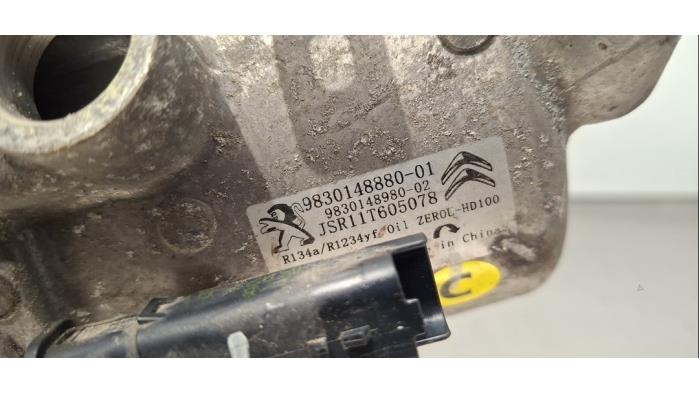 9830148880-01
9830148980-02
JSR11T605078
R134a/R1234yf Oil ZEROL-HD100
in China
C